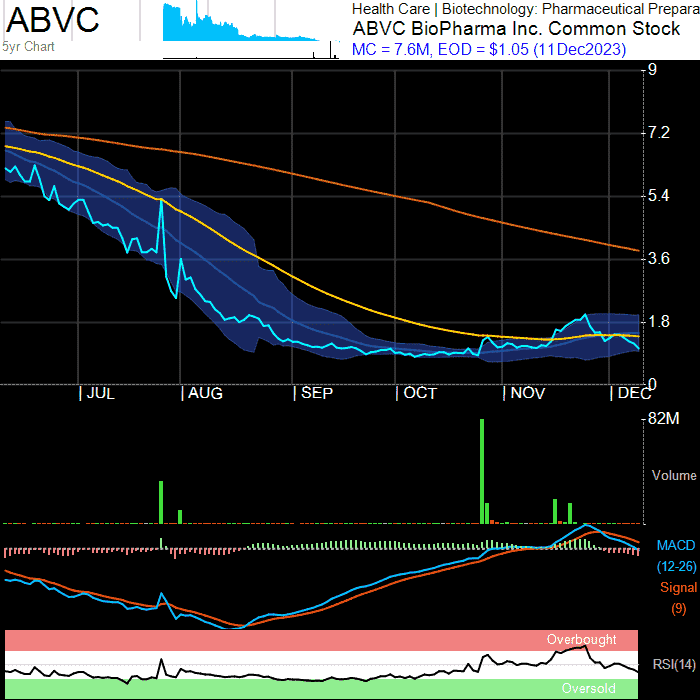 ABVC
5yr Chart
Health Care | Biotechnology: Pharmaceutical Prepara
ABVC BioPharma Inc. Common Stock
MC = 7.6M, EOD = $1.05 (11Dec2023)
9
7.2
5.4
3.6
1.8
0
JUL AUG SEP OCT NOV DEC
82M
Volume
MACD
(12-26)
Signal
(9)
Overbought
RSI(14)
Oversold